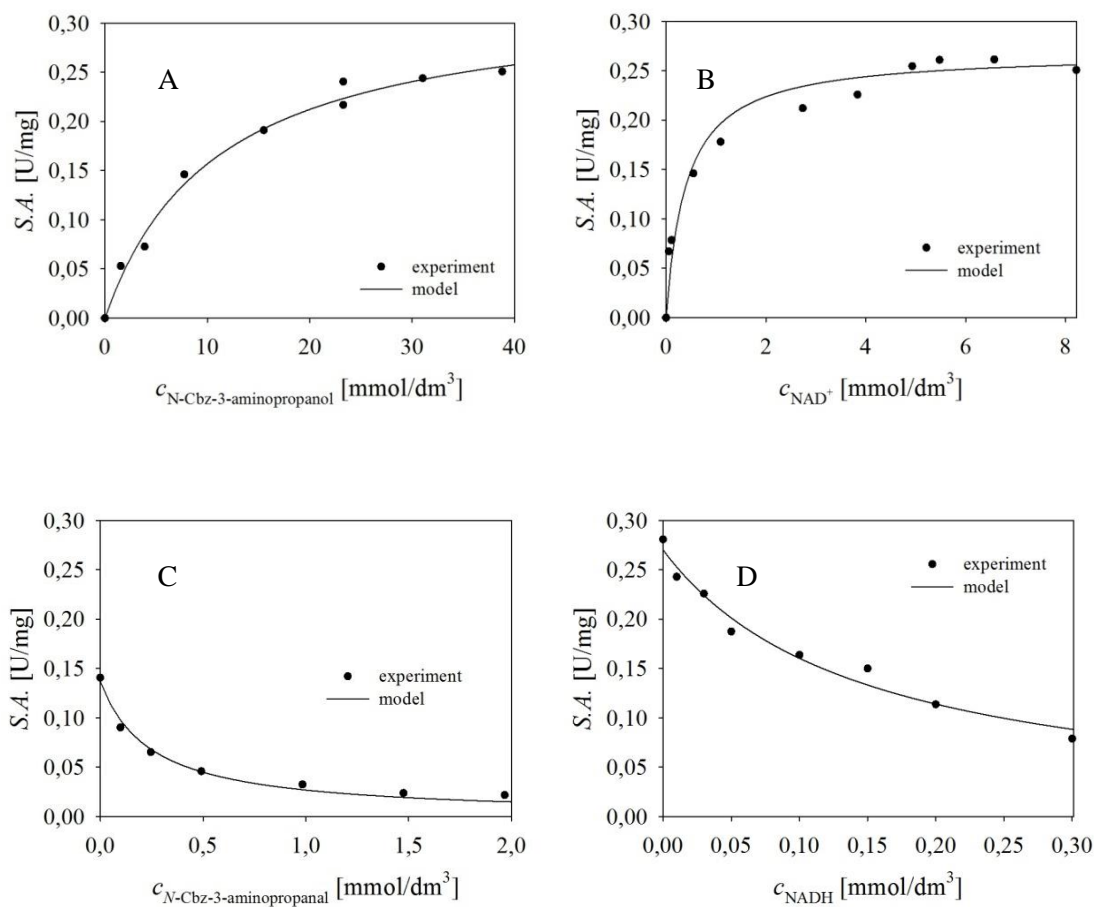 A
S.A. [U/mg]
0,30
0,25
0,20
0,15
0,10
0,05
0,00
experiment
model
0 10 20 30 40
c N-Cbz-3-aminopropanol [mmol/dm³]
B
S.A. [U/mg]
0,30
0,25
0,20
0,15
0,10
0,05
0,00
experiment
model
0 2 4 6 8
c NAD⁺ [mmol/dm³]
C
S.A. [U/mg]
0,30
0,25
0,20
0,15
0,10
0,05
0,00
experiment
model
0,0 0,5 1,0 1,5 2,0
c N-Cbz-3-aminopropanal [mmol/dm³]
D
S.A. [U/mg]
0,30
0,25
0,20
0,15
0,10
0,05
0,00
experiment
model
0,00 0,05 0,10 0,15 0,20 0,30
c NADH [mmol/dm³]